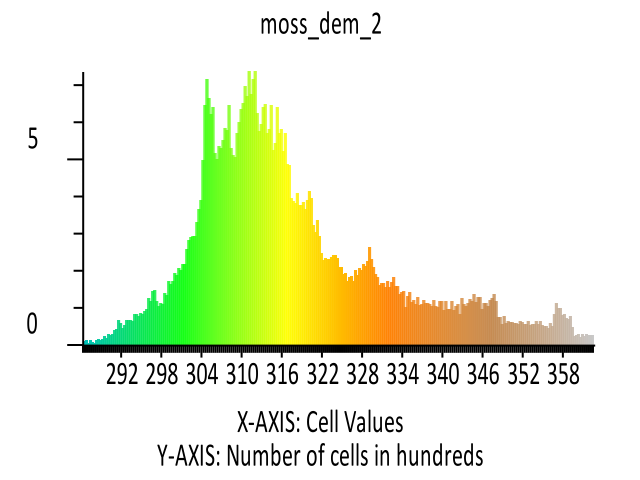 moss_dem_2
5
0
292 298 304 310 316 322 328 334 340 346 352 358
X-AXIS: Cell Values
Y-AXIS: Number of cells in hundreds